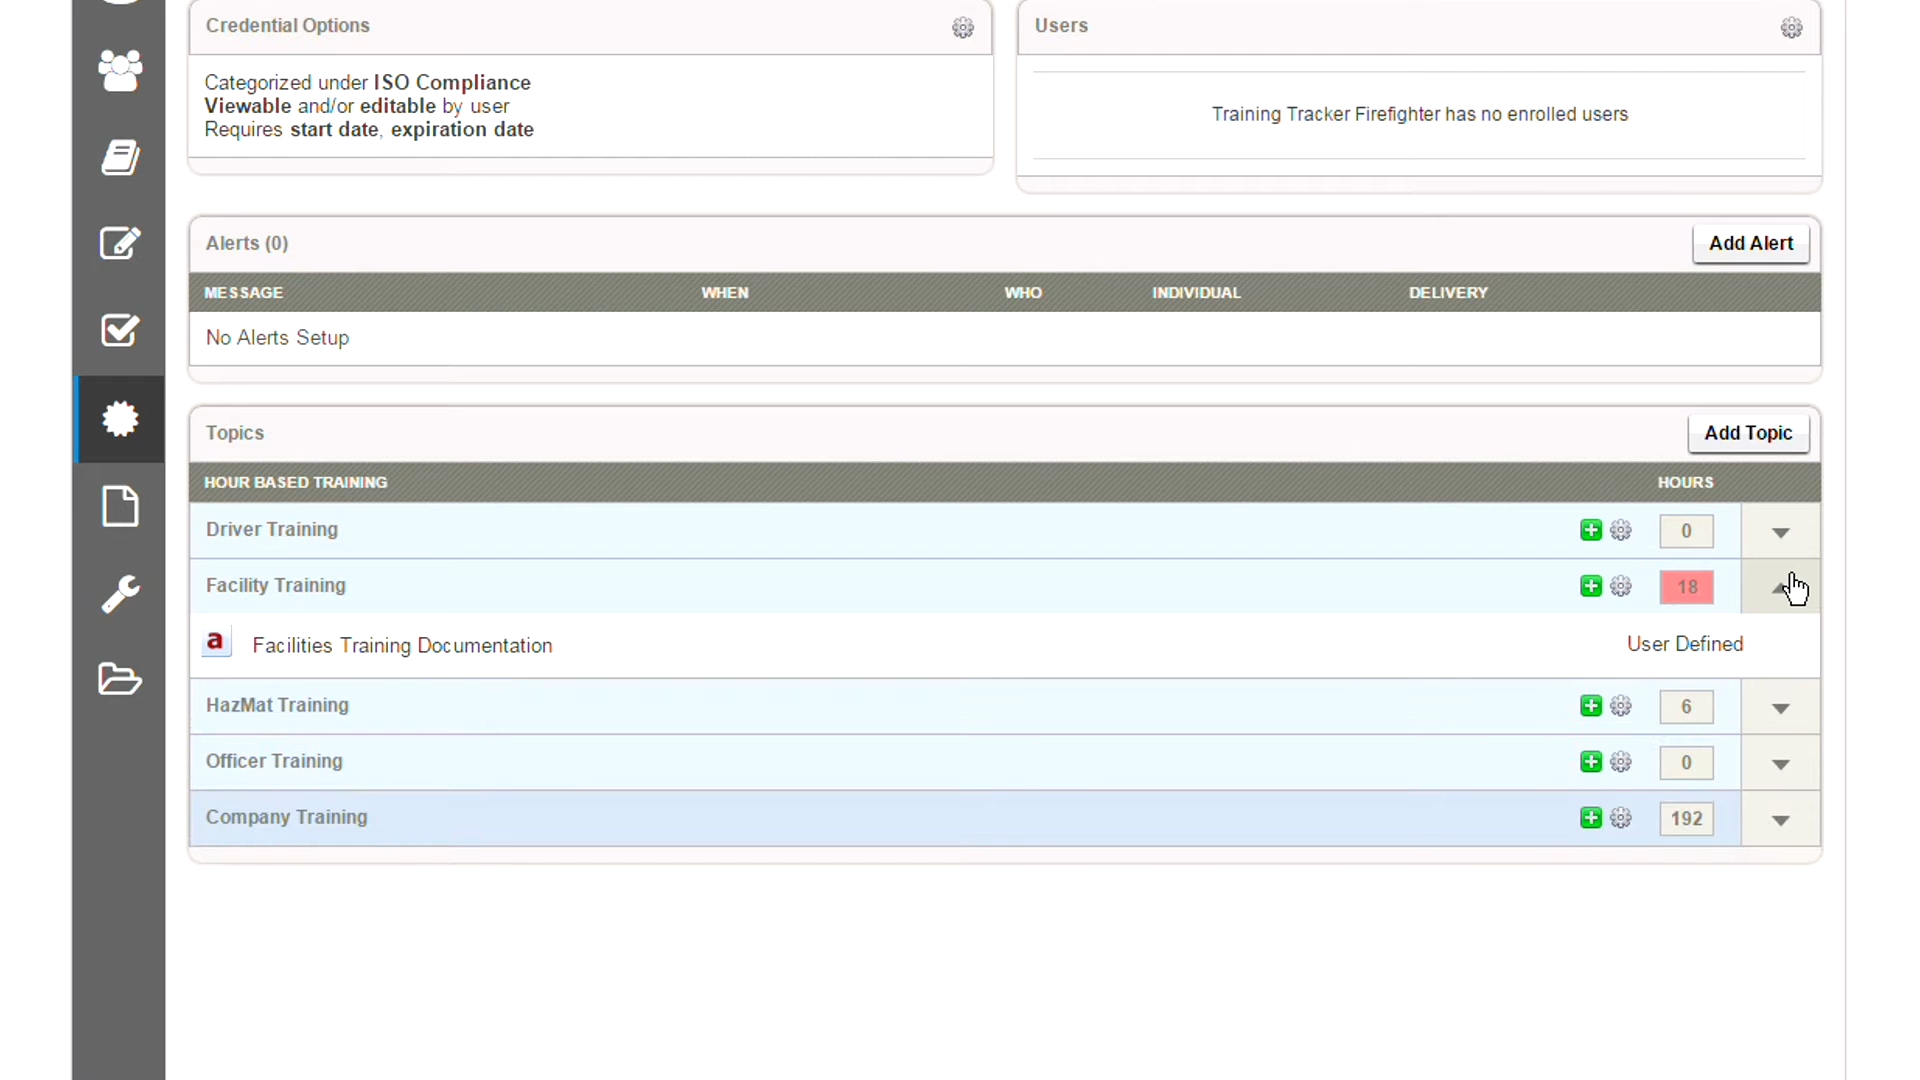 Credential Options
Users
Categorized under ISO Compliance
Viewable and/or editable by user
Requires start date, expiration date
Training Tracker Firefighter has no enrolled users
Alerts (0)
Add Alert
MESSAGE WHEN WHO INDIVIDUAL DELIVERY
No Alerts Setup
Topics
Add Topic
HOUR BASED TRAINING HOURS
Driver Training 0
Facility Training 18
a Facilities Training Documentation User Defined
HazMat Training 6
Officer Training 0
Company Training 192